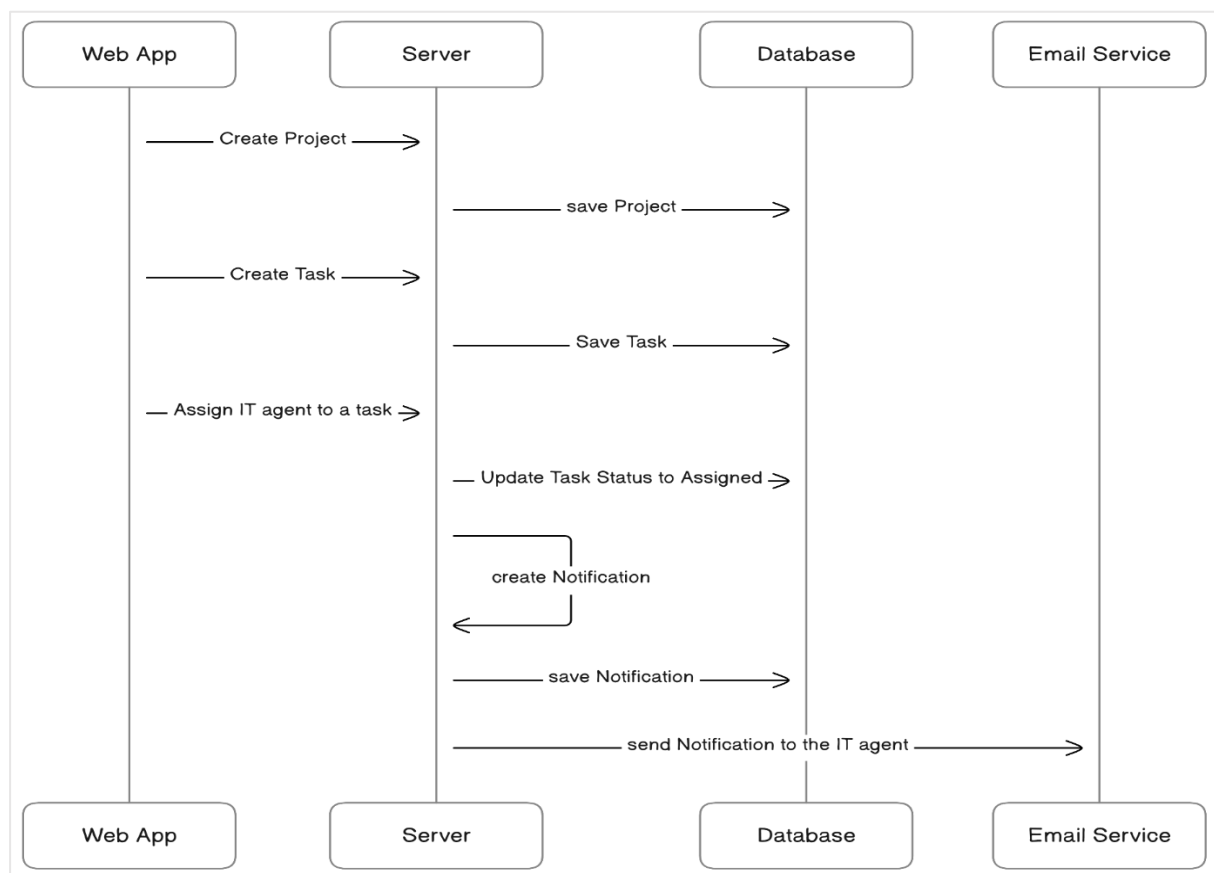 Web App
Server
Database
Email Service
Create Project
save Project
Create Task
Save Task
Assign IT agent to a task
Update Task Status to Assigned
create Notification
save Notification
send Notification to the IT agent
Web App
Server
Database
Email Service